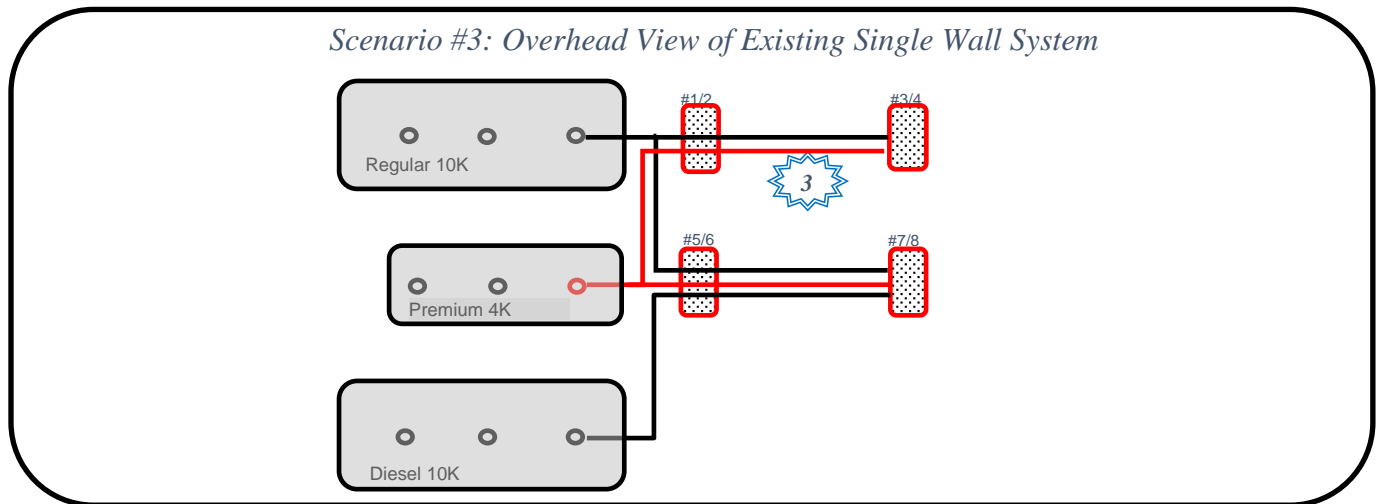 Scenario #3: Overhead View of Existing Single Wall System
#1/2
#3/4
Regular 10K
3
#5/6
#7/8
Premium 4K
Diesel 10K